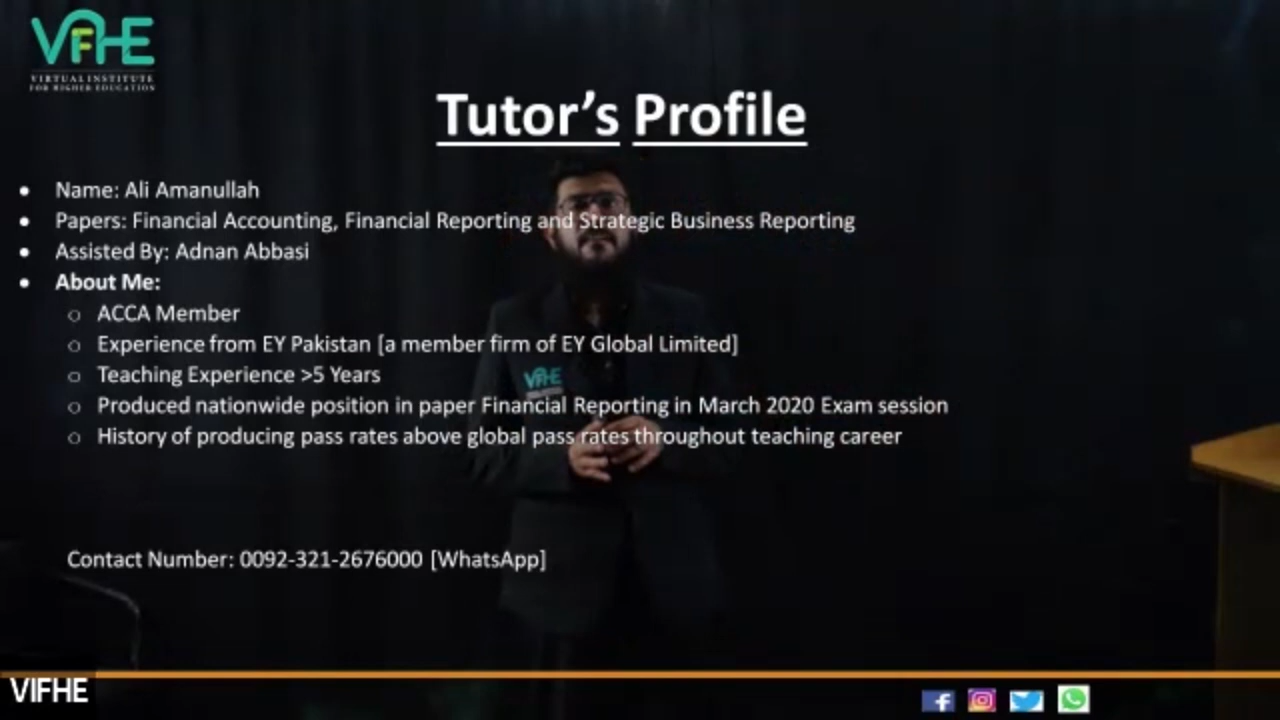 VIFHE
VIRTUAL INSTITUTE
FOR HIGHER EDUCATION
Tutor's Profile
• Name: Ali Amanullah
• Papers: Financial Accounting, Financial Reporting and Strategic Business Reporting
• Assisted By: Adnan Abbasi
• About Me:
o ACCA Member
o Experience from EY Pakistan [a member firm of EY Global Limited]
o Teaching Experience >5 Years
o Produced nationwide position in paper Financial Reporting in March 2020 Exam session
o History of producing pass rates above global pass rates throughout teaching career
VIFHE
Contact Number: 0092-321-2676000 [WhatsApp]
VIFHE